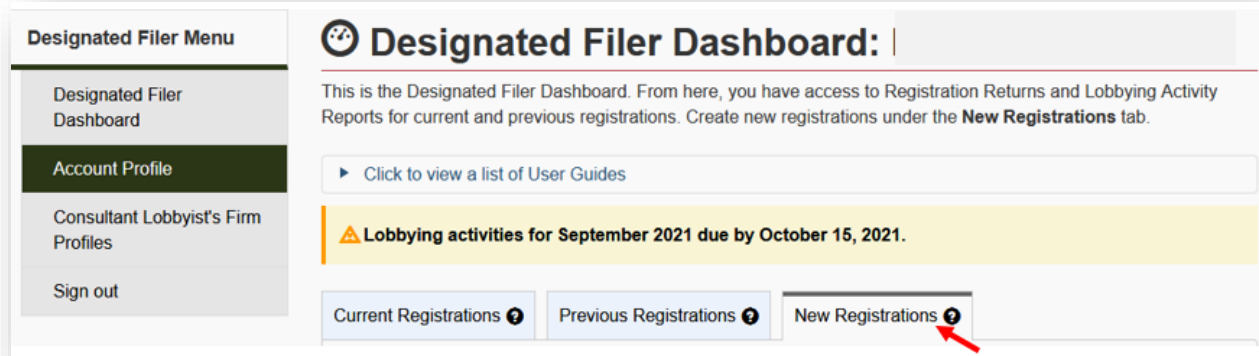 Designated Filer Menu
Designated Filer
Dashboard
Account Profile
Consultant Lobbyist's Firm
Profiles
Sign out
Designated Filer Dashboard:
This is the Designated Filer Dashboard. From here, you have access to Registration Returns and Lobbying Activity
Reports for current and previous registrations. Create new registrations under the New Registrations tab.
Click to view a list of User Guides
Lobbying activities for September 2021 due by October 15, 2021.
Current Registrations ?
Previous Registrations ?
New Registrations ?